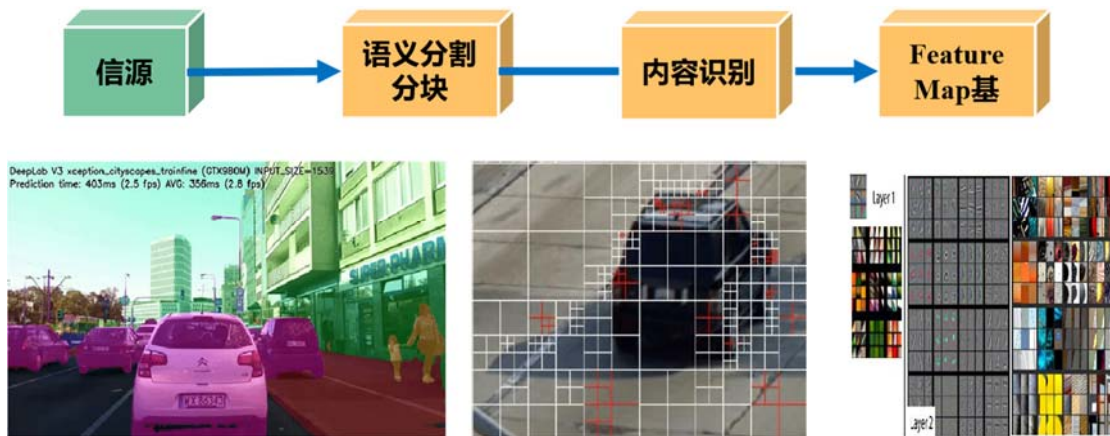 信源
语义分割
分块
内容识别
Feature
Map基
DeepLab V3 xception_cityscapes_trainfine (GTX980M) INPUT_SIZE=1539
Prediction time: 403ms (2.5 fps) AVG: 356ms (2.8 fps)
SUPER-PHARM
Layer 1
Layer 2